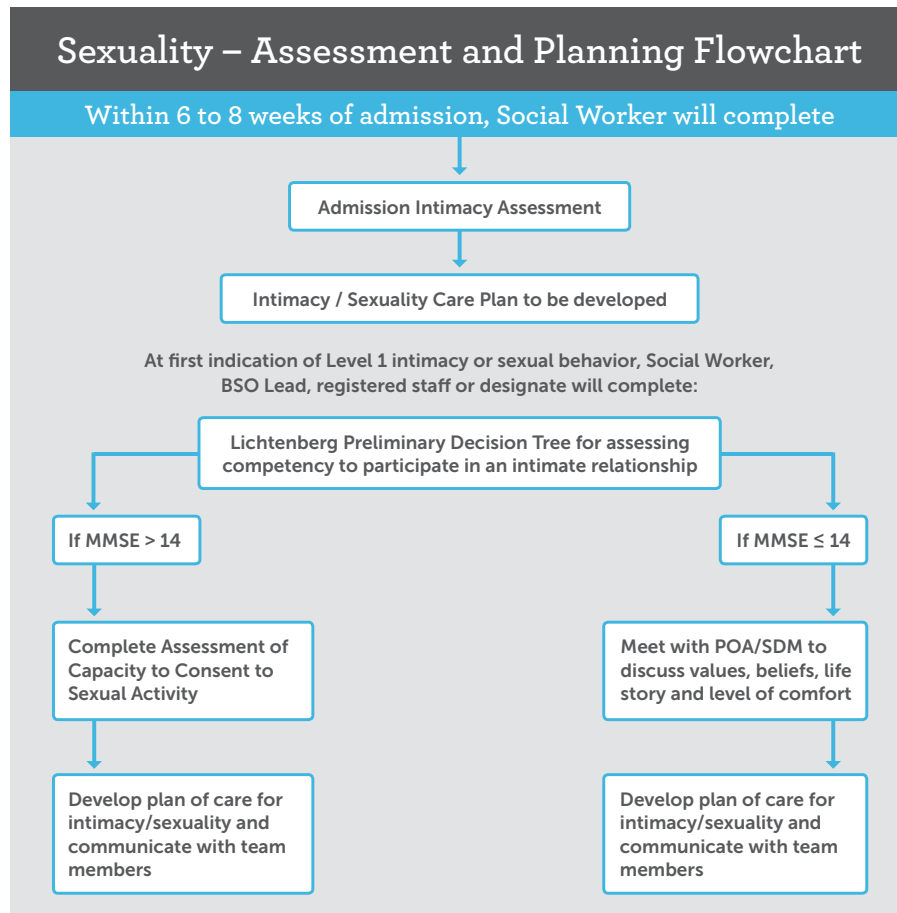 Sexuality – Assessment and Planning Flowchart
Within 6 to 8 weeks of admission, Social Worker will complete
Admission Intimacy Assessment
Intimacy / Sexuality Care Plan to be developed
At first indication of Level 1 intimacy or sexual behavior, Social Worker,
BSO Lead, registered staff or designate will complete:
Lichtenberg Preliminary Decision Tree for assessing
competency to participate in an intimate relationship
If MMSE > 14
If MMSE ≤ 14
Complete Assessment of
Capacity to Consent to
Sexual Activity
Meet with POA/SDM to
discuss values, beliefs, life
story and level of comfort
Develop plan of care for
intimacy/sexuality and
communicate with team
members
Develop plan of care for
intimacy/sexuality and
communicate with team
members